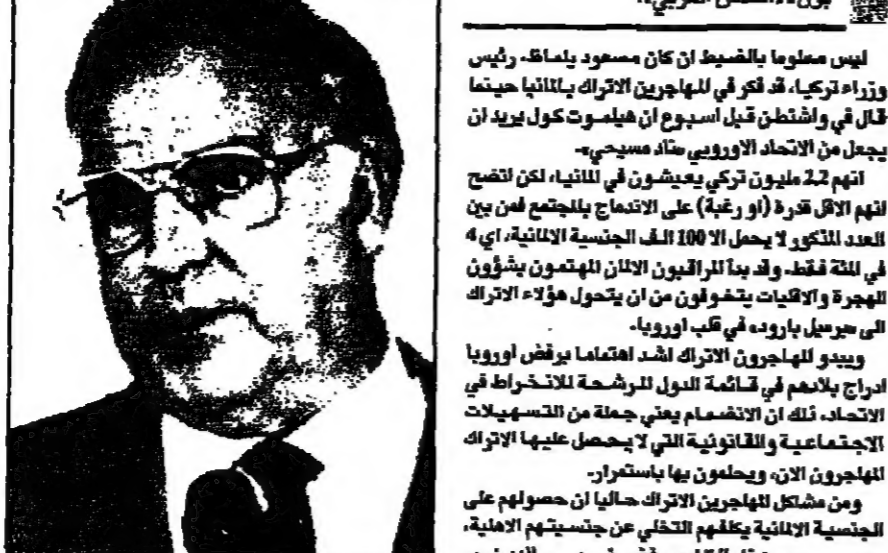 بون
ليس معلوما بالضبط ان كان مسعود يلماظ، رئيس
وزراء تركيا، قد فكر في المهاجرين الاتراك بالمانيا حينما
قال في واشنطن قبل اسبوع ان هيلموت كول يريد ان
يجعل من الاتحاد الاوروبي «ناد مسيحي».
انهم 2.2 مليون تركي يعيشون في المانيا، لكن اتضح
انهم الاقل قدرة (او رغبة) على الاندماج بالمجتمع فمن بين
العدد المذكور لا يحمل الا 100 الف الجنسية الالمانية، اي 4
في المئة فقط. وقد بدأ المراقبون الالمان المهتمون بشؤون
الهجرة والاقليات يتخوفون من ان يتحول هؤلاء الاتراك
الى «برميل بارود» في قلب اوروبا.
ويبدو المهاجرون الاتراك اشد اهتماما برفض اوروبا
ادراج بلادهم في قائمة الدول المرشحة للانخراط في
الاتحاد، ذلك ان الانضمام يعني جملة من التسهيلات
الاجتماعية والقانونية التي لا يحصل عليها الاتراك
المهاجرون الان، ويحلمون بها باستمرار.
ومن مشاكل المهاجرين الاتراك حاليا ان حصولهم على
الجنسية الالمانية يكلفهم التخلي عن جنسيتهم الاهلية،